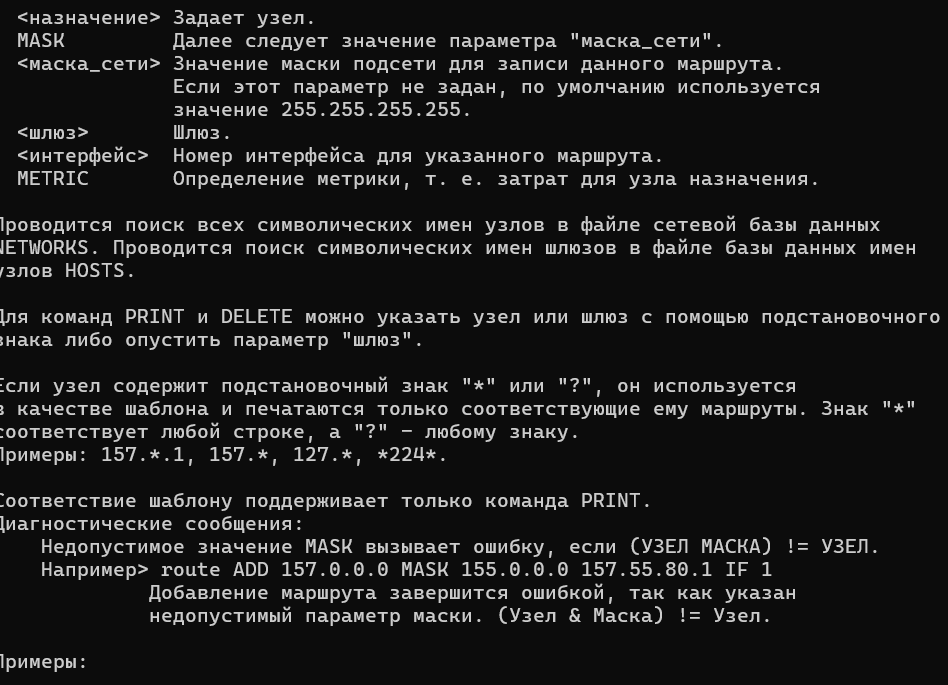 <назначение> Задает узел.
MASK Далее следует значение параметра "маска_сети".
<маска_сети> Значение маски подсети для записи данного маршрута.
Если этот параметр не задан, по умолчанию используется
значение 255.255.255.255.
<шлюз> Шлюз.
<интерфейс> Номер интерфейса для указанного маршрута.
METRIC Определение метрики, т. е. затрат для узла назначения.
Проводится поиск всех символических имен узлов в файле сетевой базы данных
NETWORKS. Проводится поиск символических имен шлюзов в файле базы данных имен
узлов HOSTS.
Для команд PRINT и DELETE можно указать узел или шлюз с помощью подстановочного
знака либо опустить параметр "шлюз".
Если узел содержит подстановочный знак "*" или "?", он используется
в качестве шаблона и печатаются только соответствующие ему маршруты. Знак "*"
соответствует любой строке, а "?" – любому знаку.
Примеры: 157.*.1, 157.*, 127.*, *224*.
Соответствие шаблону поддерживает только команда PRINT.
Диагностические сообщения:
Недопустимое значение MASK вызывает ошибку, если (УЗЕЛ МАСКА) != УЗЕЛ.
Например> route ADD 157.0.0.0 MASK 155.0.0.0 157.55.80.1 IF 1
Добавление маршрута завершится ошибкой, так как указан
недопустимый параметр маски. (Узел & Маска) != Узел.
Примеры: